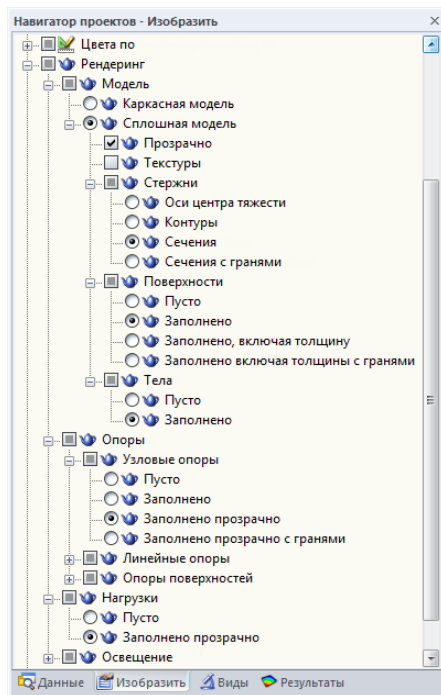 Навигатор проектов - Изобразить
Цвета по
Рендеринг
Модель
Каркасная модель
Сплошная модель
Прозрачно
Текстуры
Стержни
Оси центра тяжести
Контуры
Сечения
Сечения с гранями
Поверхности
Пусто
Заполнено
Заполнено, включая толщину
Заполнено включая толщины с гранями
Тела
Пусто
Заполнено
Опоры
Узловые опоры
Пусто
Заполнено
Заполнено прозрачно
Заполнено прозрачно с гранями
Линейные опоры
Опоры поверхностей
Нагрузки
Пусто
Заполнено прозрачно
Освещение
Данные Изобразить Виды Результаты